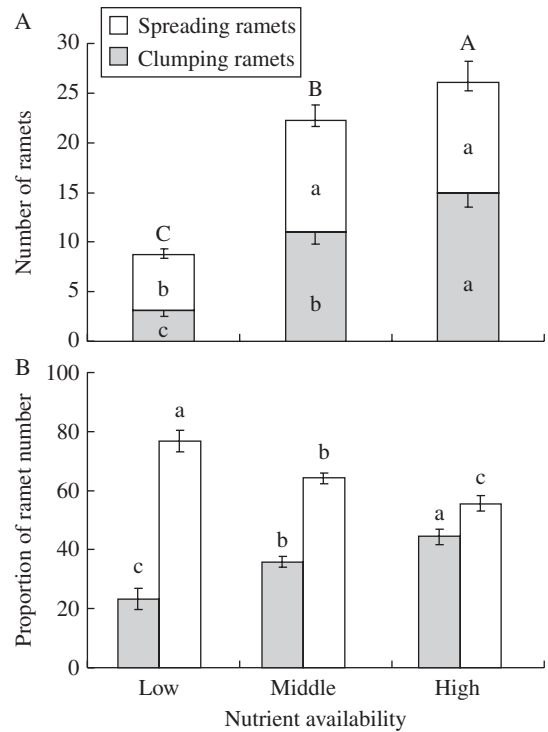 A
Spreading ramets
Clumping ramets
Number of ramets
30
25
20
15
10
5
0
C
b
c
B
a
b
A
a
a
B
Proportion of ramet number
100
80
60
40
20
0
c
a
b
b
a
c
Low Middle High
Nutrient availability